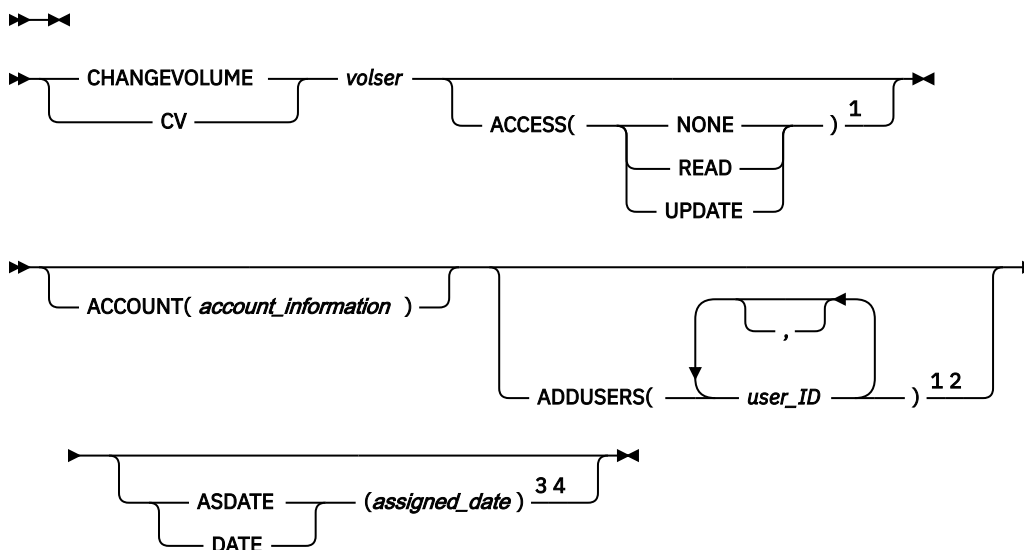 CHANGEVOLUME volser
CV
ACCESS( NONE ) 1
READ
UPDATE
ACCOUNT( account_information )
,
ADDUSERS( user_ID ) 1 2
ASDATE (assigned_date) 3 4
DATE